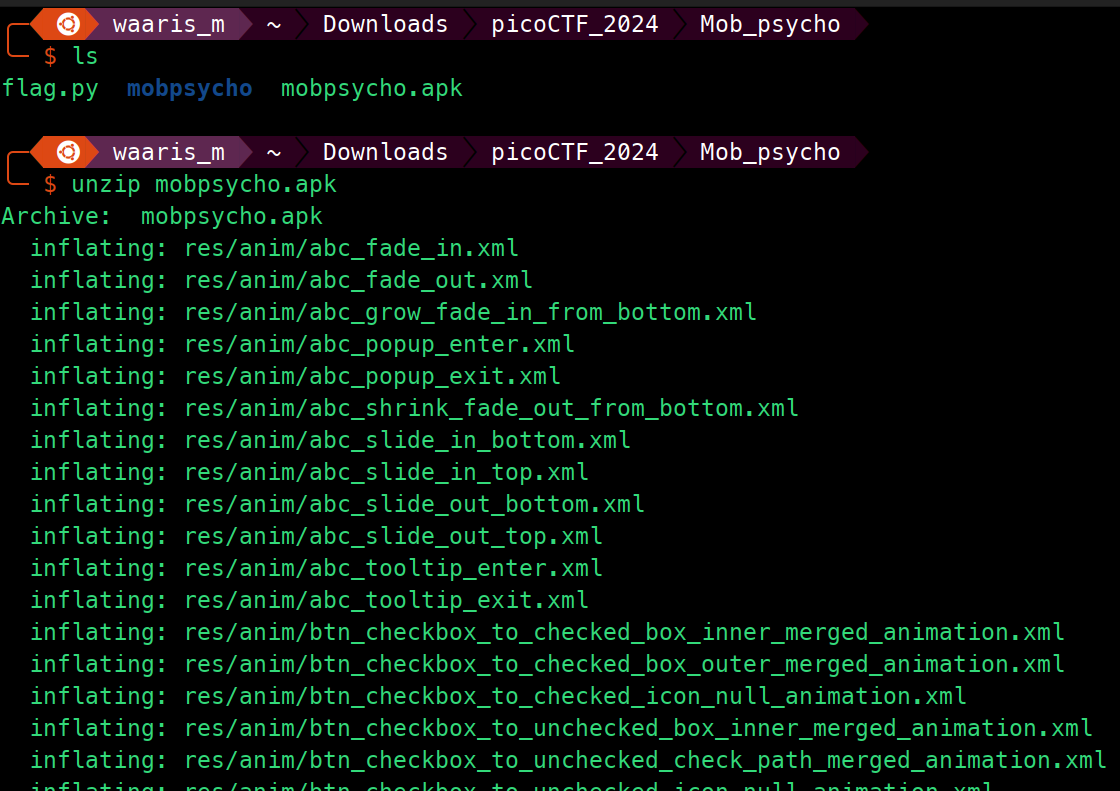 waaris_m ~ Downloads picoCTF_2024 Mob_psycho
$ ls
flag.py mobpsycho mobpsycho.apk
waaris_m ~ Downloads picoCTF_2024 Mob_psycho
$ unzip mobpsycho.apk
Archive: mobpsycho.apk
inflating: res/anim/abc_fade_in.xml
inflating: res/anim/abc_fade_out.xml
inflating: res/anim/abc_grow_fade_in_from_bottom.xml
inflating: res/anim/abc_popup_enter.xml
inflating: res/anim/abc_popup_exit.xml
inflating: res/anim/abc_shrink_fade_out_from_bottom.xml
inflating: res/anim/abc_slide_in_bottom.xml
inflating: res/anim/abc_slide_in_top.xml
inflating: res/anim/abc_slide_out_bottom.xml
inflating: res/anim/abc_slide_out_top.xml
inflating: res/anim/abc_tooltip_enter.xml
inflating: res/anim/abc_tooltip_exit.xml
inflating: res/anim/btn_checkbox_to_checked_box_inner_merged_animation.xml
inflating: res/anim/btn_checkbox_to_checked_box_outer_merged_animation.xml
inflating: res/anim/btn_checkbox_to_checked_icon_null_animation.xml
inflating: res/anim/btn_checkbox_to_unchecked_box_inner_merged_animation.xml
inflating: res/anim/btn_checkbox_to_unchecked_check_path_merged_animation.xml
inflating: res/anim/btn_checkbox_to_unchecked_icon_null_animation.xml